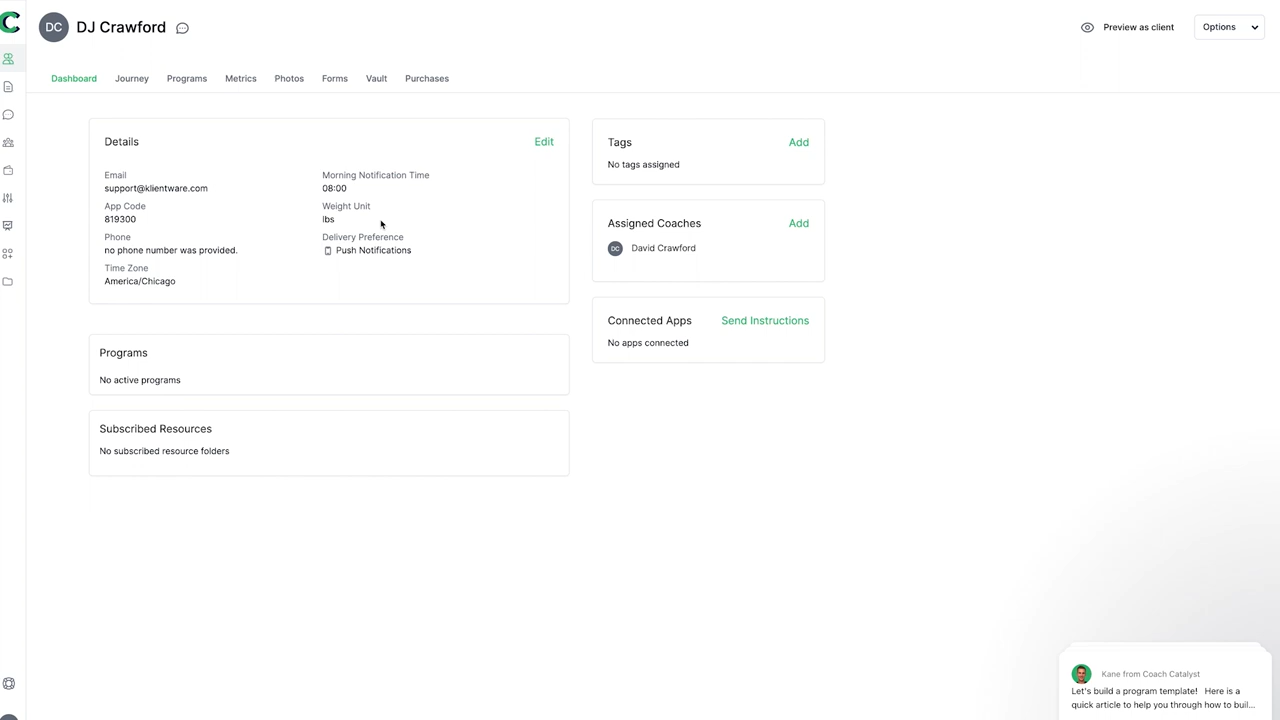 DC DJ Crawford
Preview as client
Options
Dashboard Journey Programs Metrics Photos Forms Vault Purchases
Details Edit
Email
support@klientware.com
App Code
819300
Phone
no phone number was provided.
Time Zone
America/Chicago
Morning Notification Time
08:00
Weight Unit
lbs
Delivery Preference
Push Notifications
Programs
No active programs
Subscribed Resources
No subscribed resource folders
Tags Add
No tags assigned
Assigned Coaches Add
DC David Crawford
Connected Apps Send Instructions
No apps connected
Kane from Coach Catalyst
Let's build a program template! Here is a
quick article to help you through how to buil...